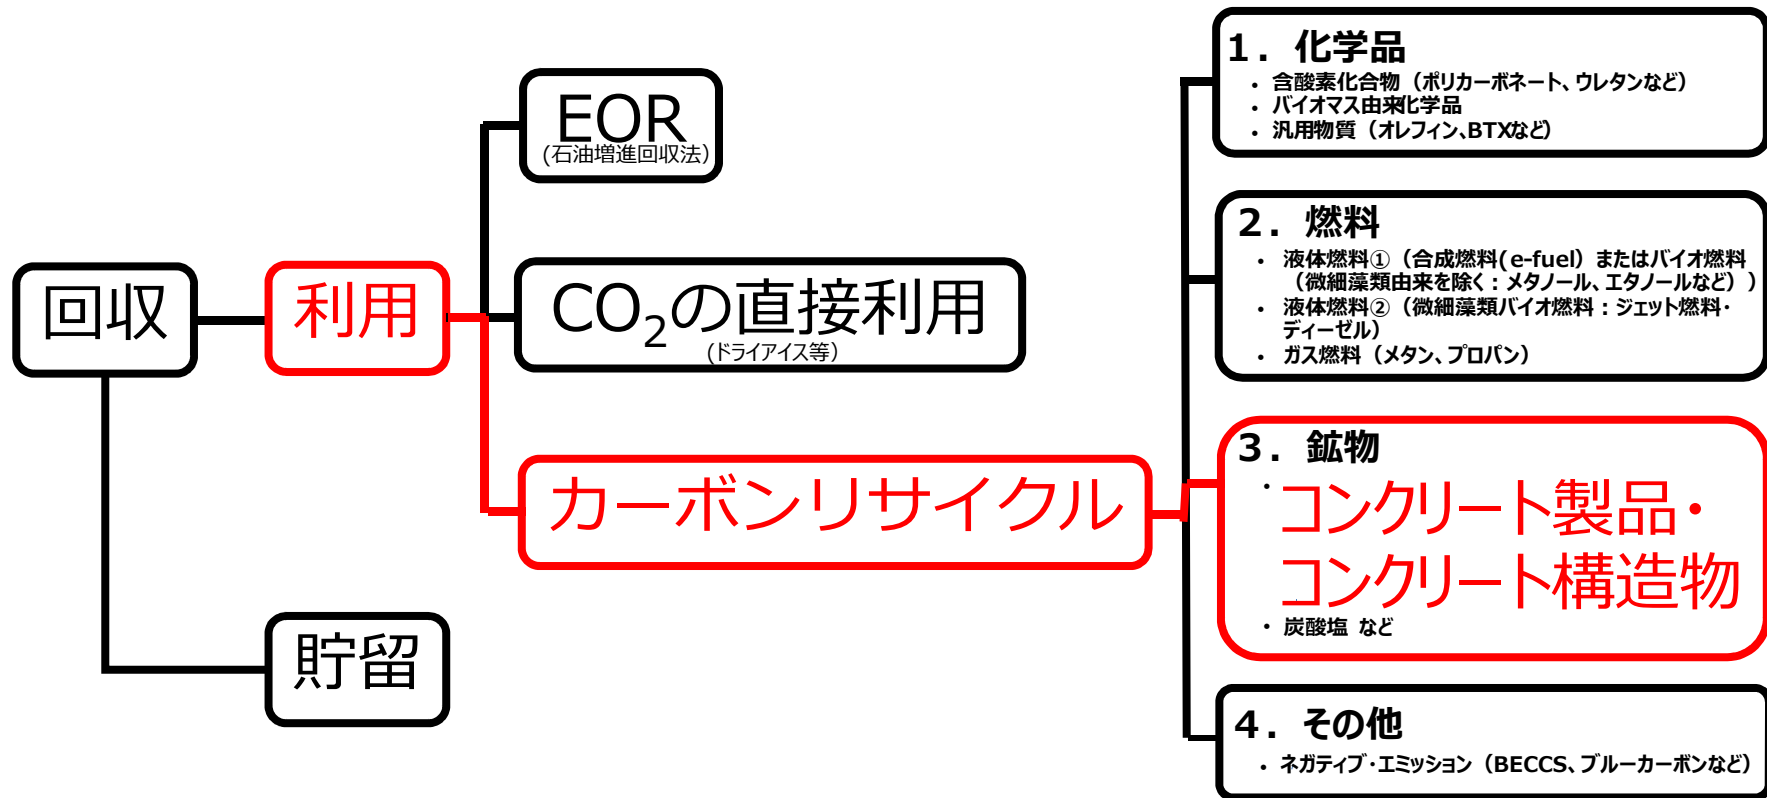 回収
利用
貯留
EOR
(石油増進回収法)
CO₂の直接利用
(ドライアイス等)
カーボンリサイクル
1. 化学品
・ 含酸素化合物（ポリカーボネート、ウレタンなど）
・ バイオマス由来化学品
・ 汎用物質（オレフィン、BTXなど）
2. 燃料
・ 液体燃料①（合成燃料(e-fuel）またはバイオ燃料
（微細藻類由来を除く：メタノール、エタノールなど））
・ 液体燃料②（微細藻類バイオ燃料：ジェット燃料・
ディーゼル）
・ ガス燃料（メタン、プロパン）
3. 鉱物
・ コンクリート製品・
コンクリート構造物
・ 炭酸塩 など
4. その他
・ ネガティブ・エミッション（BECCS、ブルーカーボンなど）